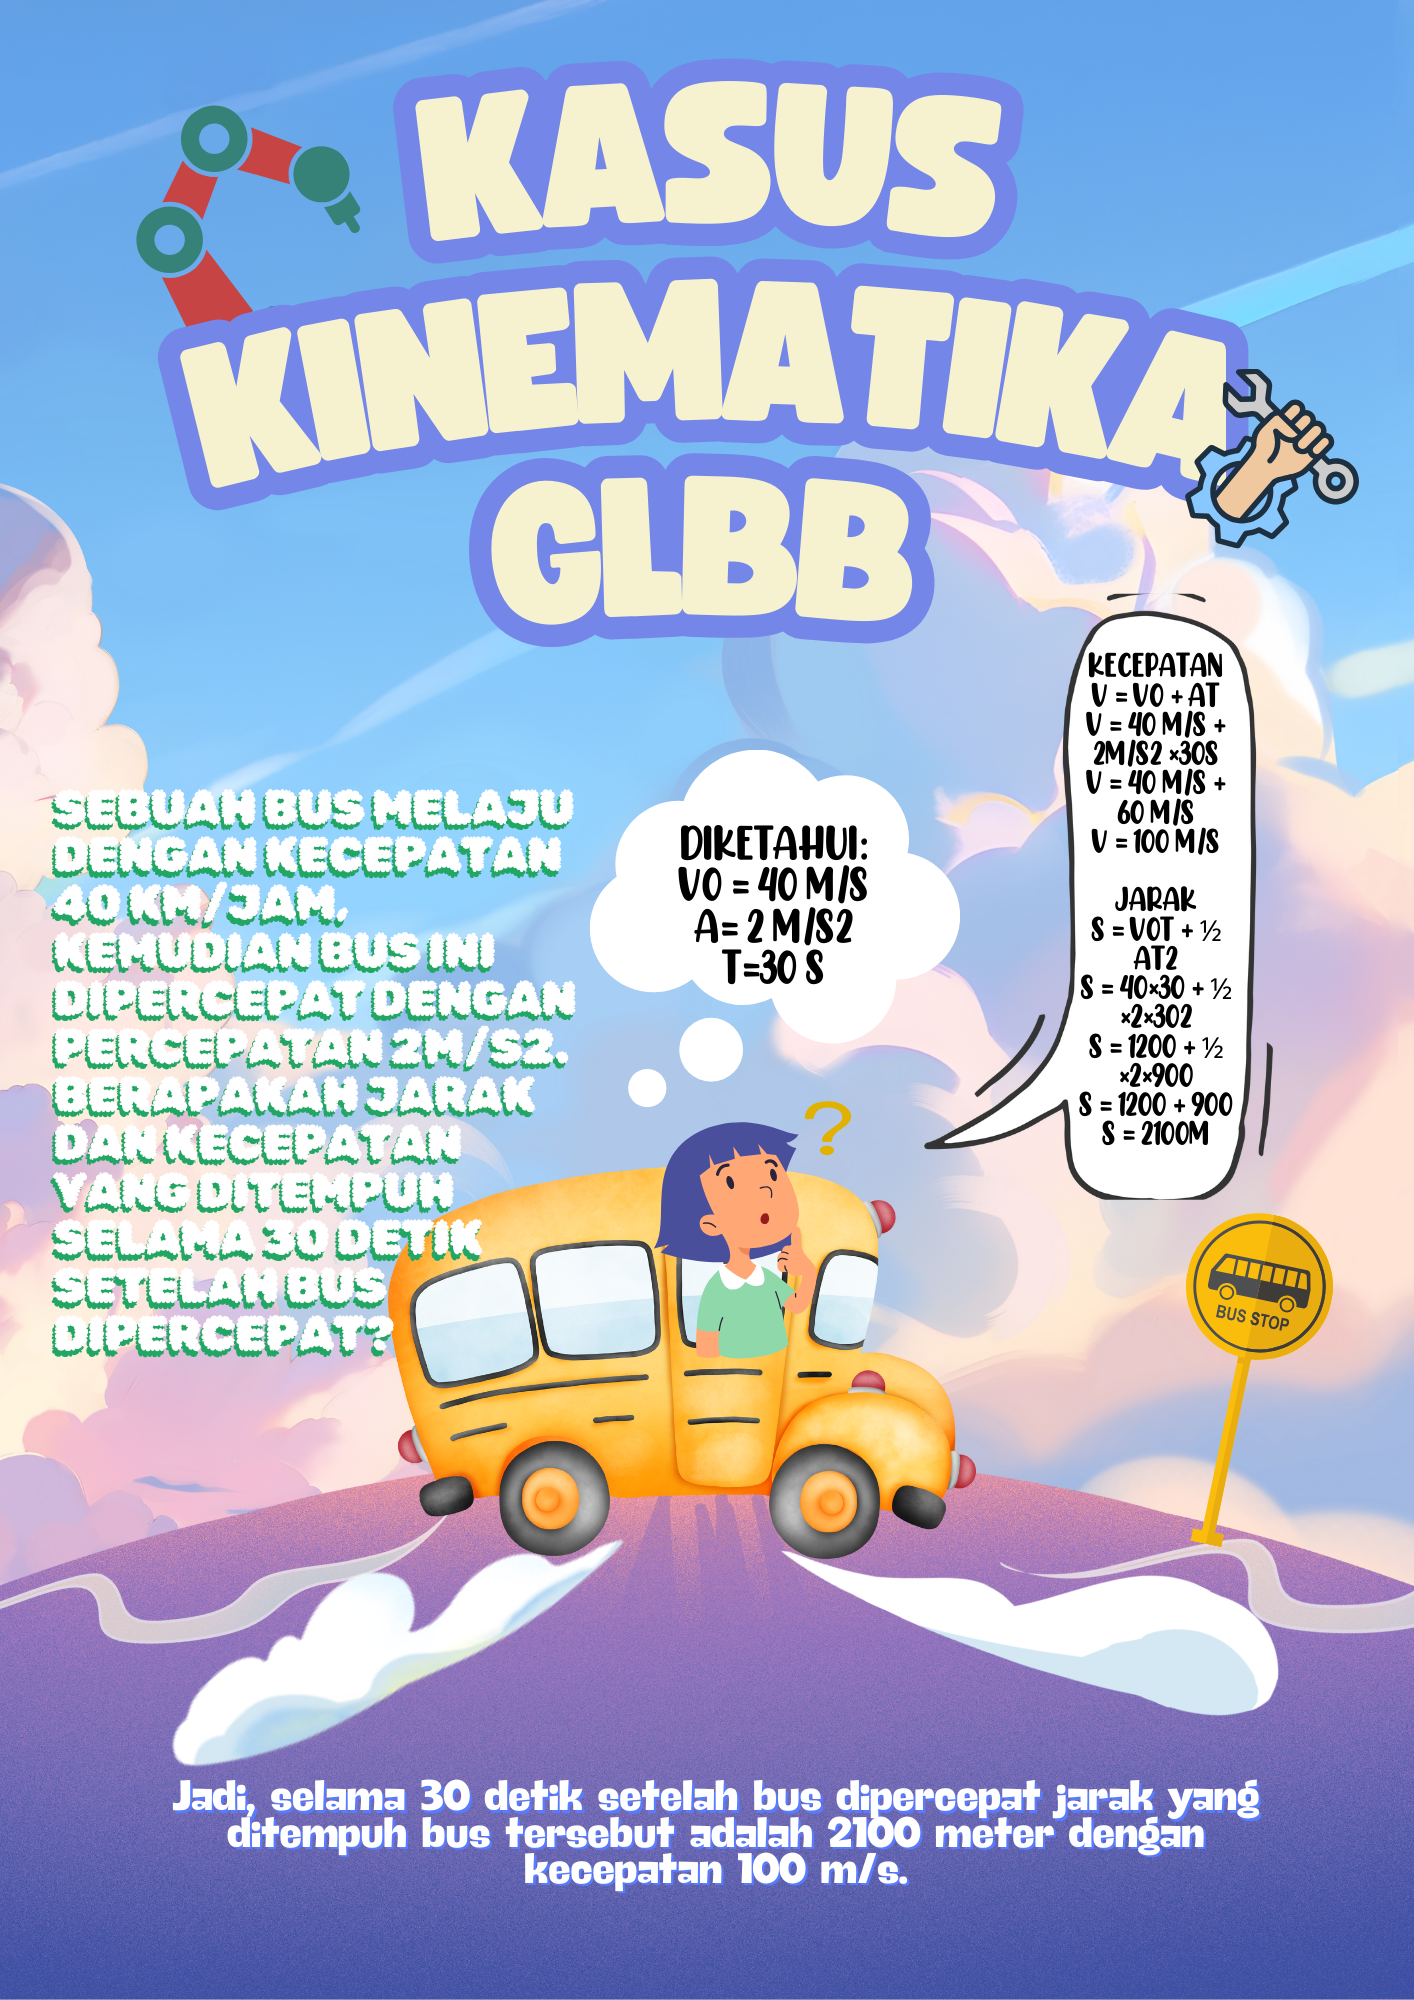 KASUS
KINEMATIKA
GLBB
SEBUAH BUS MELAJU
DENGAN KECEPATAN
40 KM/JAM,
KEMUDIAN BUS INI
DIPERCEPAT DENGAN
PERCEPATAN 2M/S2.
BERAPAKAH JARAK
DAN KECEPATAN
YANG DITEMPUH
SELAMA 30 DETIK
SETELAH BUS
DIPERCEPAT?
DIKETAHUI:
VO = 40 M/S
A= 2 M/S2
T=30 S
?
KECEPATAN
V = VO + AT
V = 40 M/S +
2M/S2 ×30S
V = 40 M/S +
60 M/S
V = 100 M/S
JARAK
S = VOT + ½
AT2
S = 40×30 + ½
×2×302
S = 1200 + ½
×2×900
S = 1200 + 900
S = 2100M
BUS STOP
Jadi, selama 30 detik setelah bus dipercepat jarak yang
ditempuh bus tersebut adalah 2100 meter dengan
kecepatan 100 m/s.